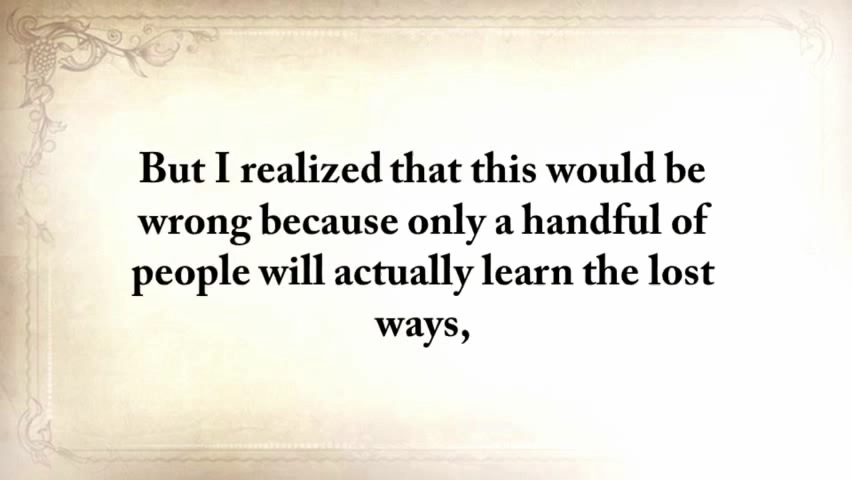 But I realized that this would be
wrong because only a handful of
people will actually learn the lost
ways,